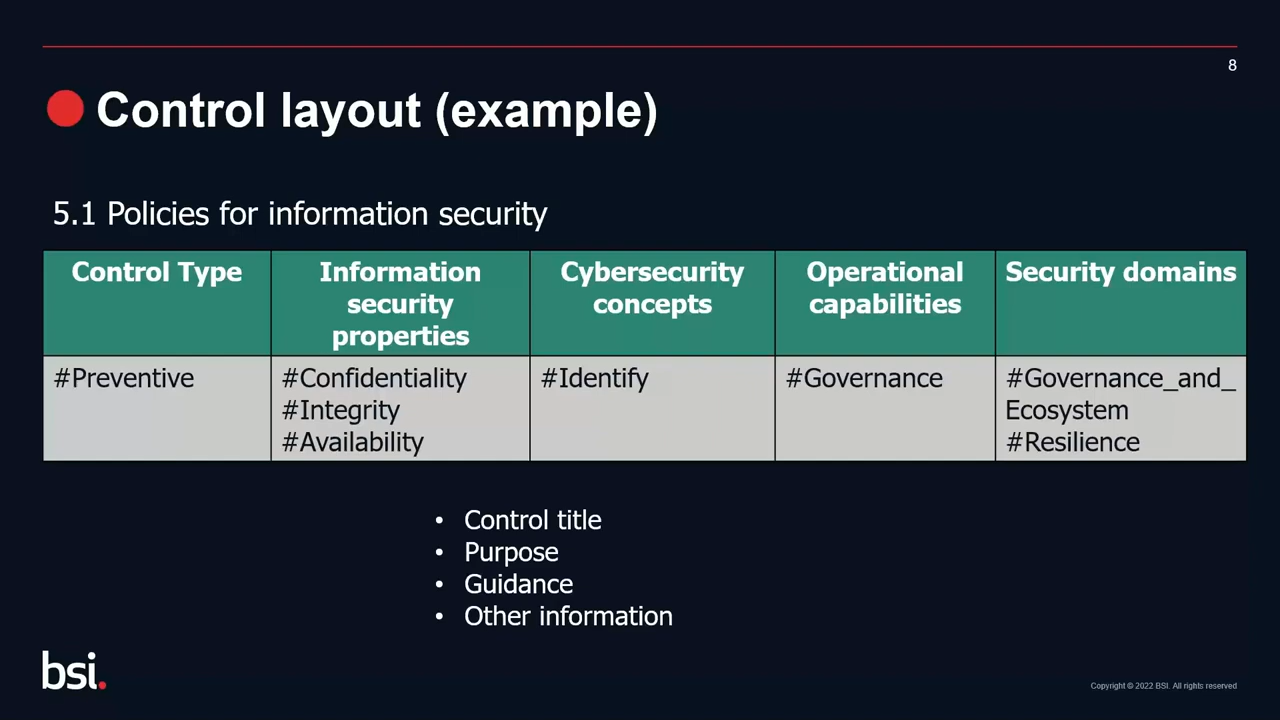 8
Control layout (example)
5.1 Policies for information security
Control Type
Information
security
properties
Cybersecurity
concepts
Operational
capabilities
Security domains
#Preventive
#Confidentiality
#Integrity
#Availability
#Identify
#Governance
#Governance_and_
Ecosystem
#Resilience
• Control title
• Purpose
• Guidance
• Other information
bsi.
Copyright © 2022 BSI. All rights reserved